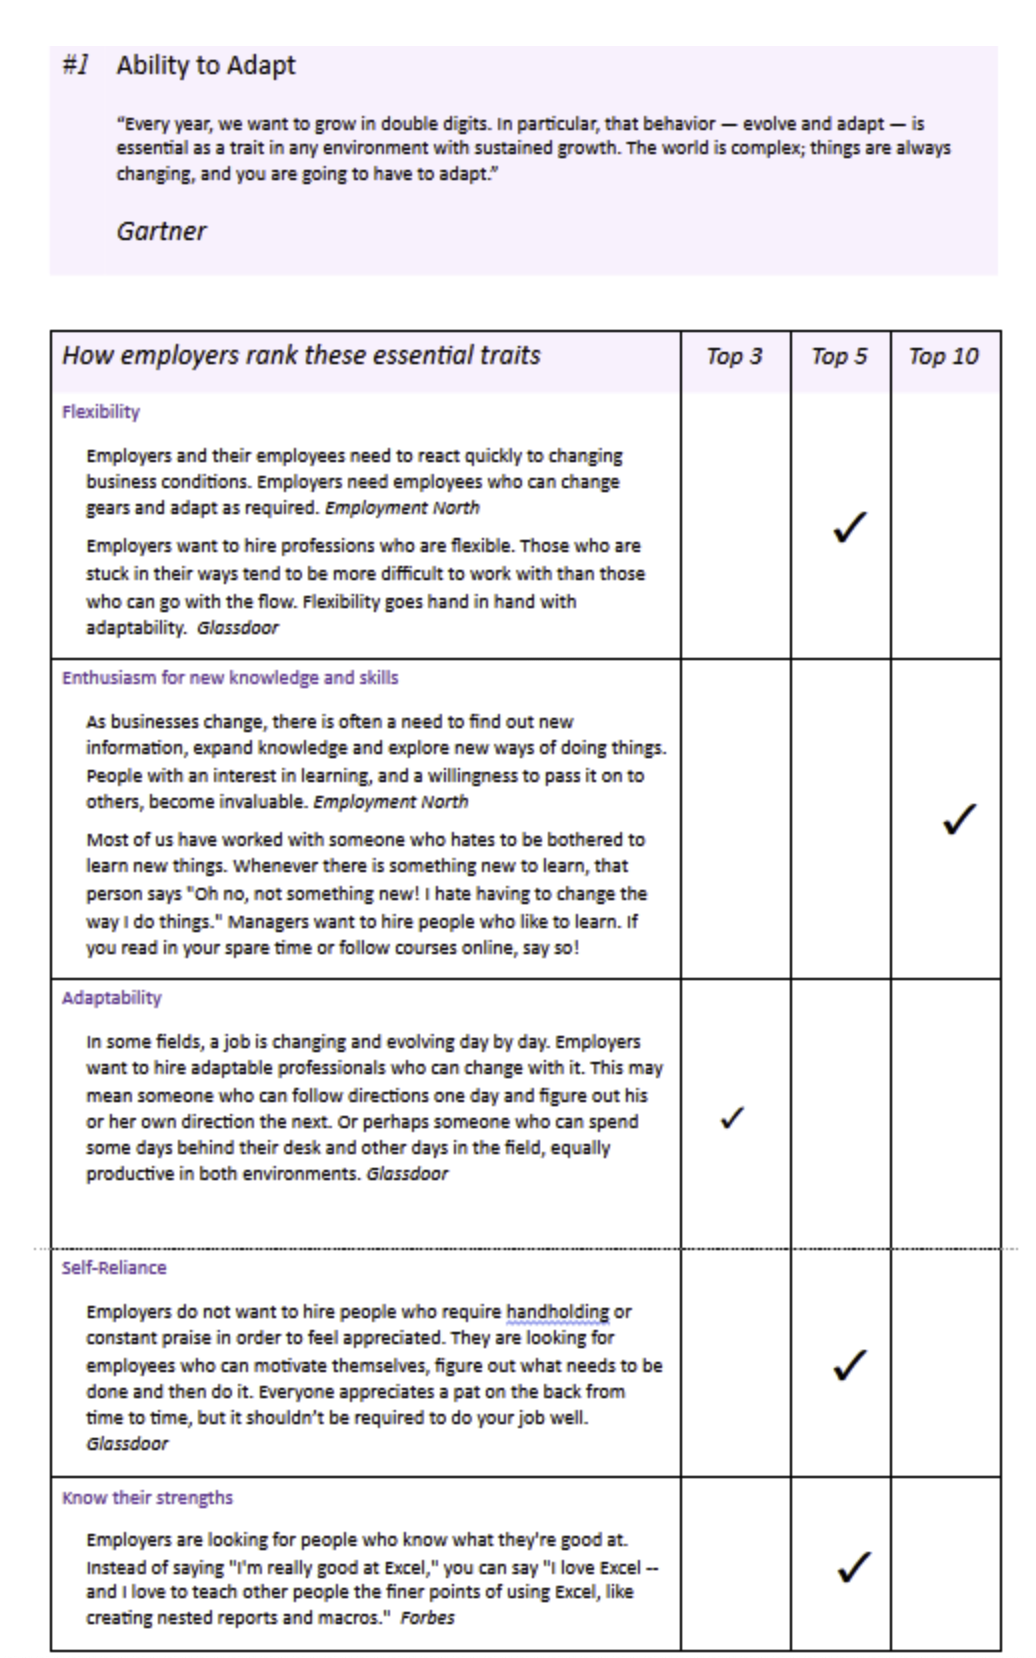 #1 Ability to Adapt
“Every year, we want to grow in double digits. In particular, that behavior — evolve and adapt — is
essential as a trait in any environment with sustained growth. The world is complex; things are always
changing, and you are going to have to adapt.”
Gartner
How employers rank these essential traits Top 3 Top 5 Top 10
Flexibility
Employers and their employees need to react quickly to changing
business conditions. Employers need employees who can change
gears and adapt as required. Employment North
✓
Employers want to hire professions who are flexible. Those who are
stuck in their ways tend to be more difficult to work with than those
who can go with the flow. Flexibility goes hand in hand with
adaptability. Glassdoor
Enthusiasm for new knowledge and skills
As businesses change, there is often a need to find out new
information, expand knowledge and explore new ways of doing things.
People with an interest in learning, and a willingness to pass it on to
others, become invaluable. Employment North
✓
Most of us have worked with someone who hates to be bothered to
learn new things. Whenever there is something new to learn, that
person says "Oh no, not something new! I hate having to change the
way I do things." Managers want to hire people who like to learn. If
you read in your spare time or follow courses online, say so!
Adaptability
In some fields, a job is changing and evolving day by day. Employers
want to hire adaptable professionals who can change with it. This may
mean someone who can follow directions one day and figure out his
or her own direction the next. Or perhaps someone who can spend ✓
some days behind their desk and other days in the field, equally
productive in both environments. Glassdoor
Self-Reliance
Employers do not want to hire people who require handholding or
constant praise in order to feel appreciated. They are looking for
employees who can motivate themselves, figure out what needs to be ✓
done and then do it. Everyone appreciates a pat on the back from
time to time, but it shouldn’t be required to do your job well.
Glassdoor
Know their strengths
Employers are looking for people who know what they're good at.
Instead of saying "I'm really good at Excel," you can say "I love Excel -- ✓
and I love to teach other people the finer points of using Excel, like
creating nested reports and macros." Forbes